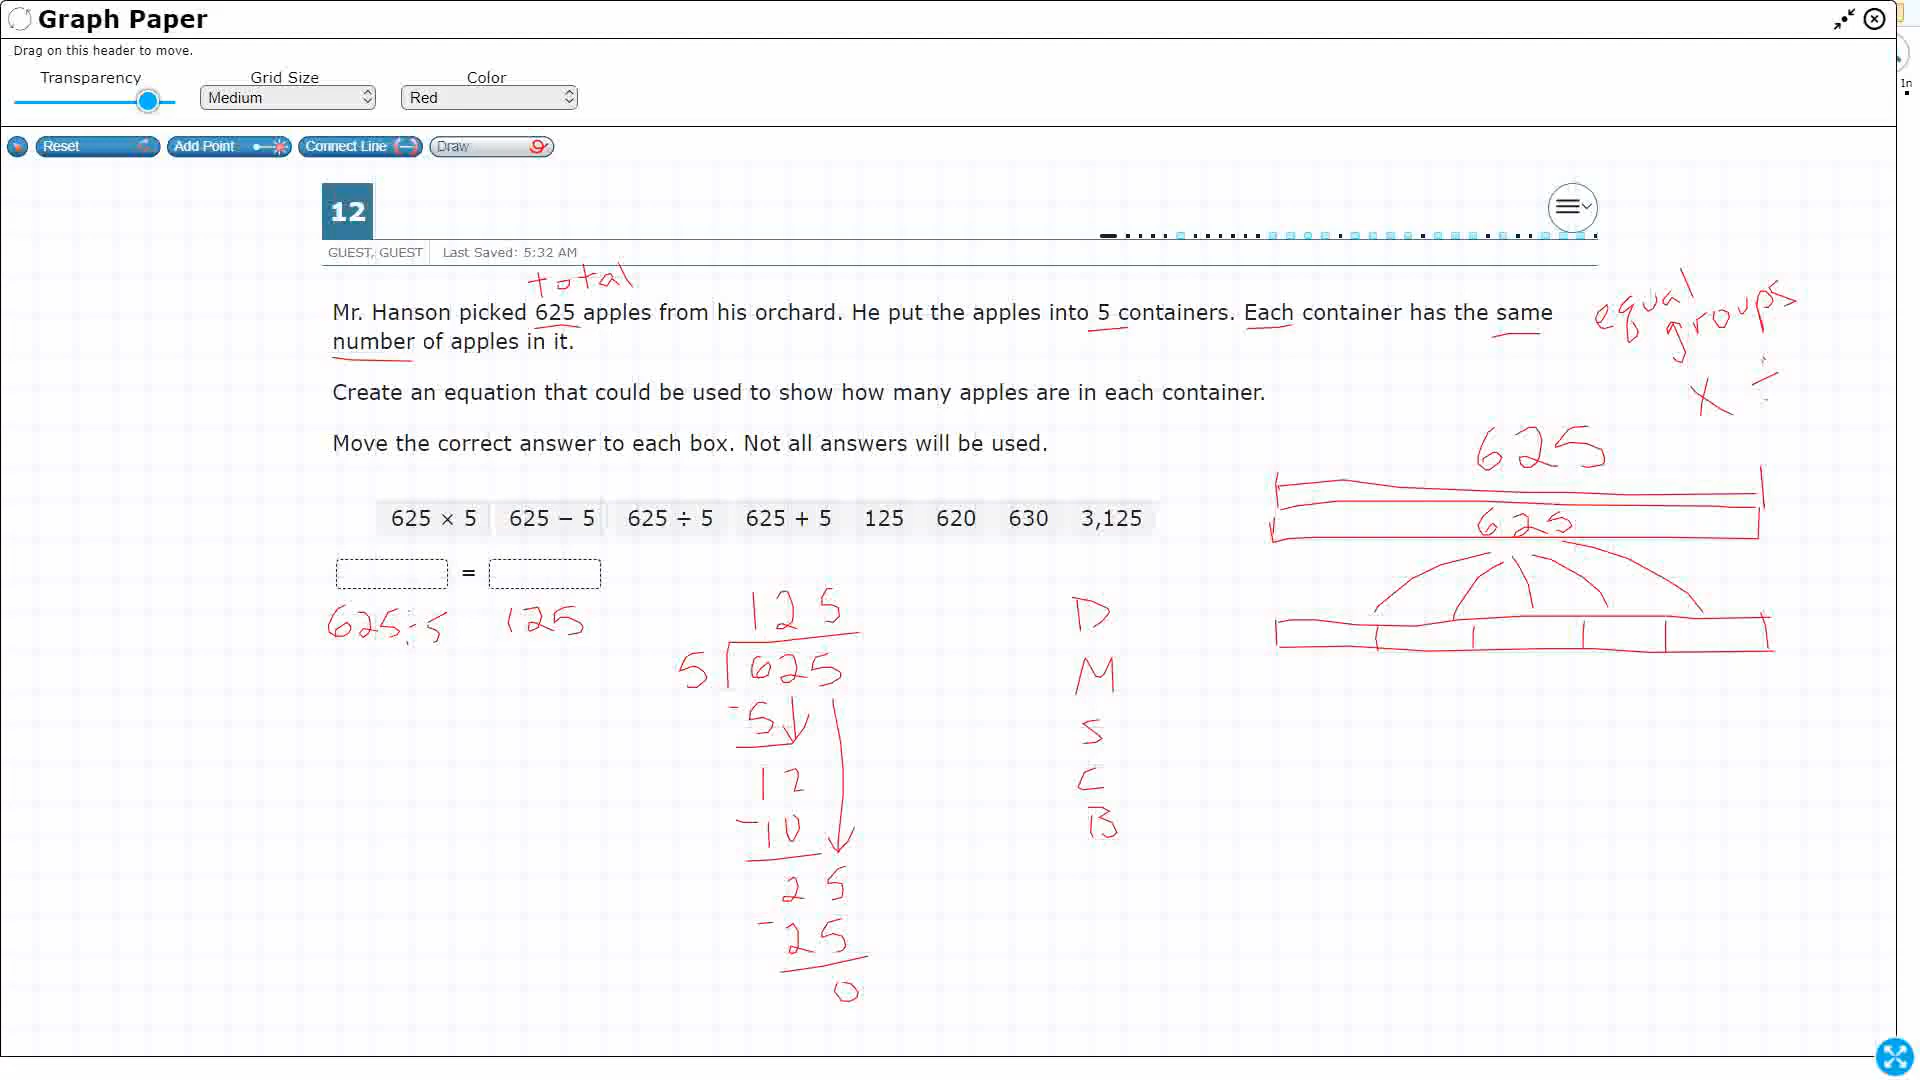 Graph Paper
Drag on this header to move.
Transparency Grid Size Color
Medium Red
Reset Add Point Connect Line Draw
1n
12
GUEST, GUEST Last Saved: 5:32 AM
total
Mr. Hanson picked 625 apples from his orchard. He put the apples into 5 containers. Each container has the same
number of apples in it.
equal
groups
× ÷
Create an equation that could be used to show how many apples are in each container.
Move the correct answer to each box. Not all answers will be used.
625
625 × 5 625 − 5 625 ÷ 5 625 + 5 125 620 630 3,125
625
=
625÷5 125
125
5 625
-5
12
-10
25
-25
0
D
M
S
C
B